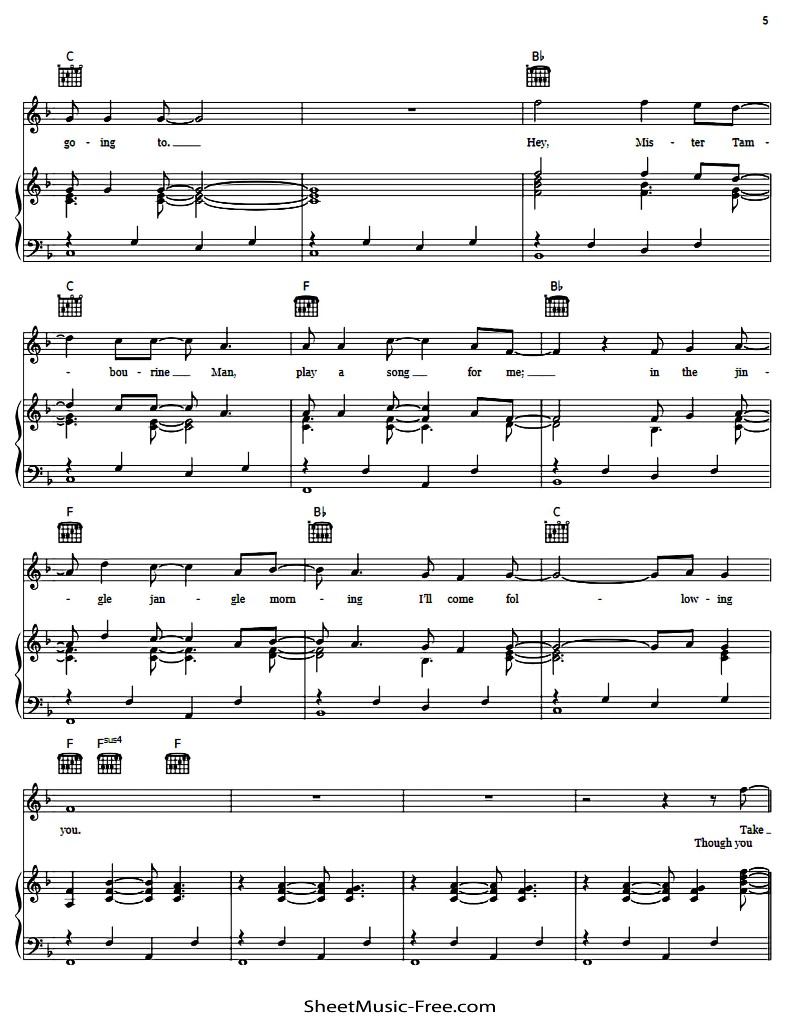 5
C B♭
go - ing to. Hey, Mis - ter Tam -
C F B♭
- bou - rine Man, play a song for me; in the jin -
F B♭ C
- gle jan - gle morn - ing I'll come fol - low - ing
F Fsus4 F
you. Take
Though you
SheetMusic-Free.com